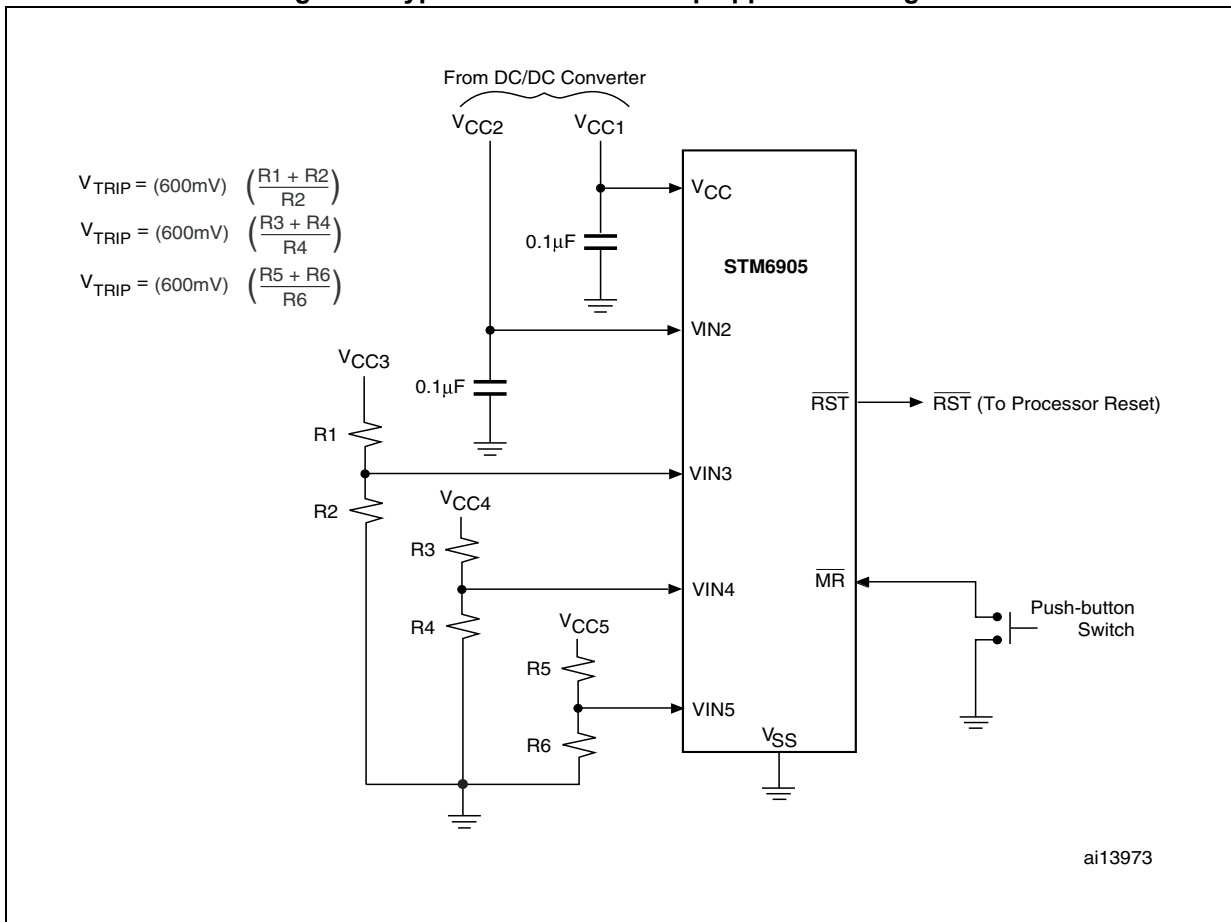 From DC/DC Converter
VCC2 VCC1
VTRIP = (600mV) (R1 + R2 / R2)
VTRIP = (600mV) (R3 + R4 / R4)
VTRIP = (600mV) (R5 + R6 / R6)
VCC
0.1µF
STM6905
VIN2
VCC3
0.1µF
RST RST (To Processor Reset)
R1
VIN3
R2
VCC4
R3
MR
VIN4
Push-button
Switch
R4
VCC5
R5
VIN5
R6
VSS
ai13973